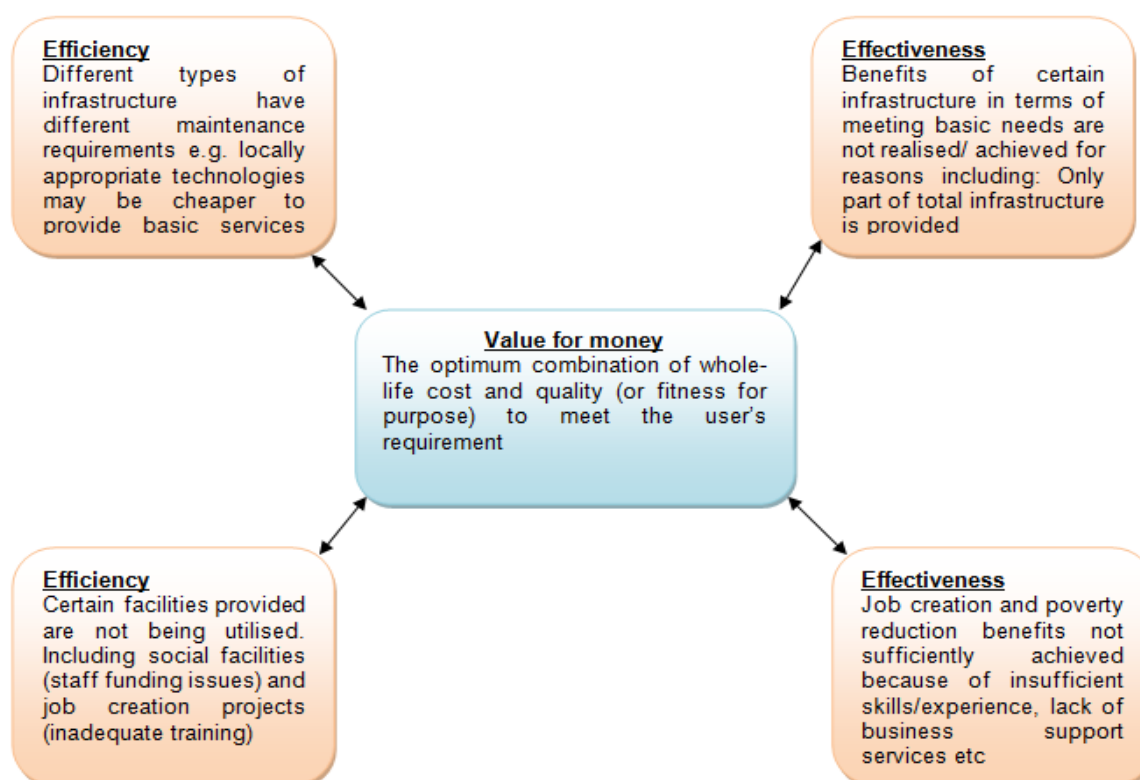 Efficiency
Different types of
infrastructure have
different maintenance
requirements e.g. locally
appropriate technologies
may be cheaper to
provide basic services
Effectiveness
Benefits of certain
infrastructure in terms of
meeting basic needs are
not realised/ achieved for
reasons including: Only
part of total infrastructure
is provided
Value for money
The optimum combination of whole-
life cost and quality (or fitness for
purpose) to meet the user's
requirement
Efficiency
Certain facilities provided
are not being utilised.
Including social facilities
(staff funding issues) and
job creation projects
(inadequate training)
Effectiveness
Job creation and poverty
reduction benefits not
sufficiently achieved
because of insufficient
skills/experience, lack of
business support
services etc